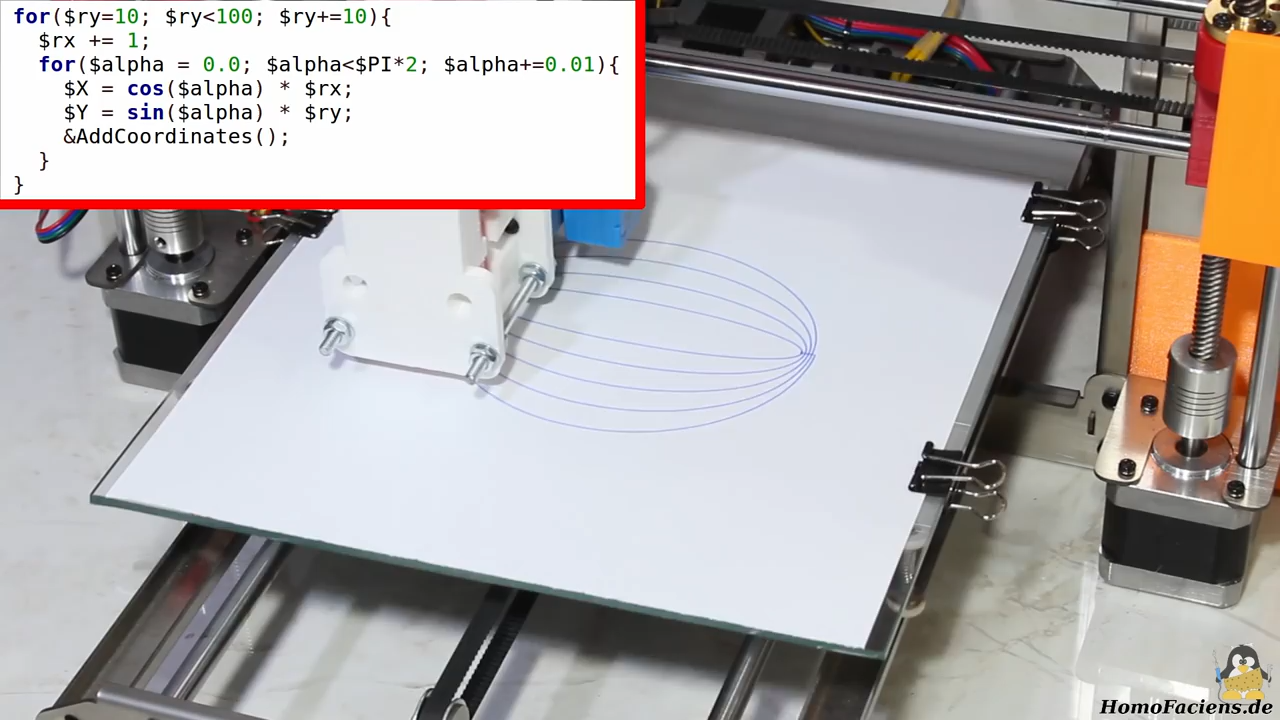 for($ry=10; $ry<100; $ry+=10){
  $rx += 1;
  for($alpha = 0.0; $alpha<$PI*2; $alpha+=0.01){
    $X = cos($alpha) * $rx;
    $Y = sin($alpha) * $ry;
    &AddCoordinates();
  }
}
HomoFaciens.de